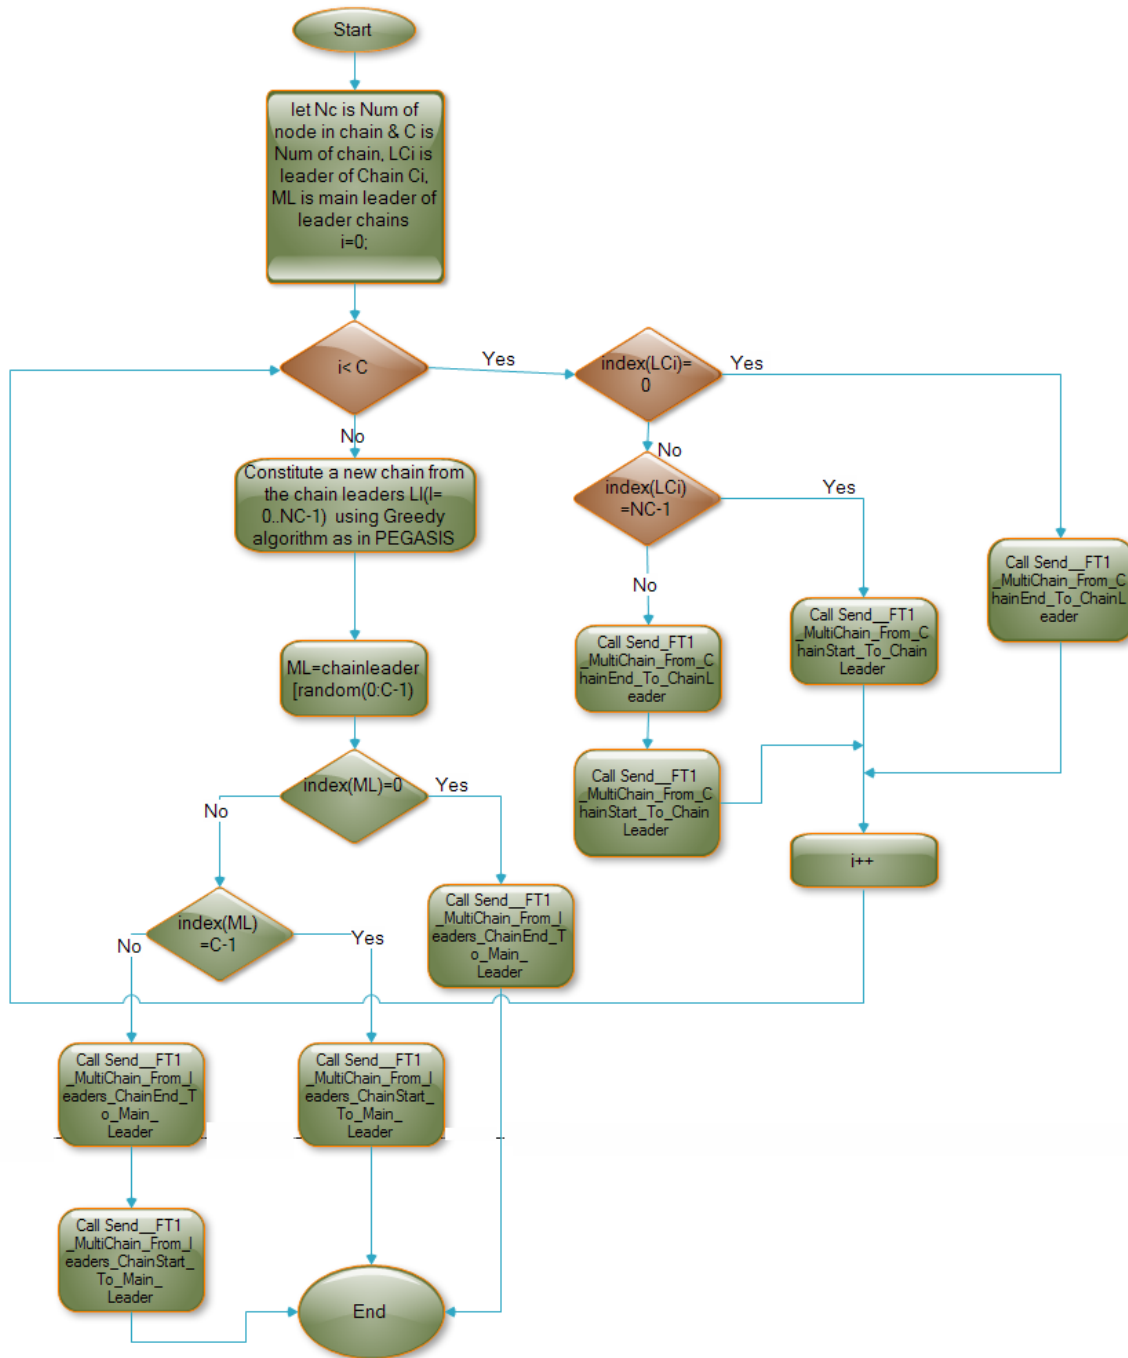 Start
let Nc is Num of
node in chain & C is
Num of chain, LCi is
leader of Chain Ci,
ML is main leader of
leader chains
i=0;
i< C
Yes
index(LCi)=
0
Yes
No
No
Constitute a new chain from
the chain leaders LI(I=
0..NC-1) using Greedy
algorithm as in PEGASIS
index(LCi)
=NC-1
Yes
No
Call Send__FT1
_MultiChain_From_C
hainEnd_To_ChainL
eader
Call Send__FT1
_MultiChain_From_C
hainStart_To_Chain
Leader
Call Send_FT1
_MultiChain_From_C
hainEnd_To_ChainL
eader
ML=chainleader
[random(0:C-1)
Call Send__FT1
_MultiChain_From_C
hainStart_To_Chain
Leader
index(ML)=0
Yes
No
i++
Call Send__FT1
_MultiChain_From_l
eaders_ChainEnd_T
o_Main_
Leader
index(ML)
=C-1
No
Yes
Call Send__FT1
_MultiChain_From_l
eaders_ChainEnd_T
o_Main_
Leader
Call Send__FT1
_MultiChain_From_l
eaders_ChainStart_
To_Main_
Leader
Call Send__FT1
_MultiChain_From_l
eaders_ChainStart_
To_Main_
Leader
End